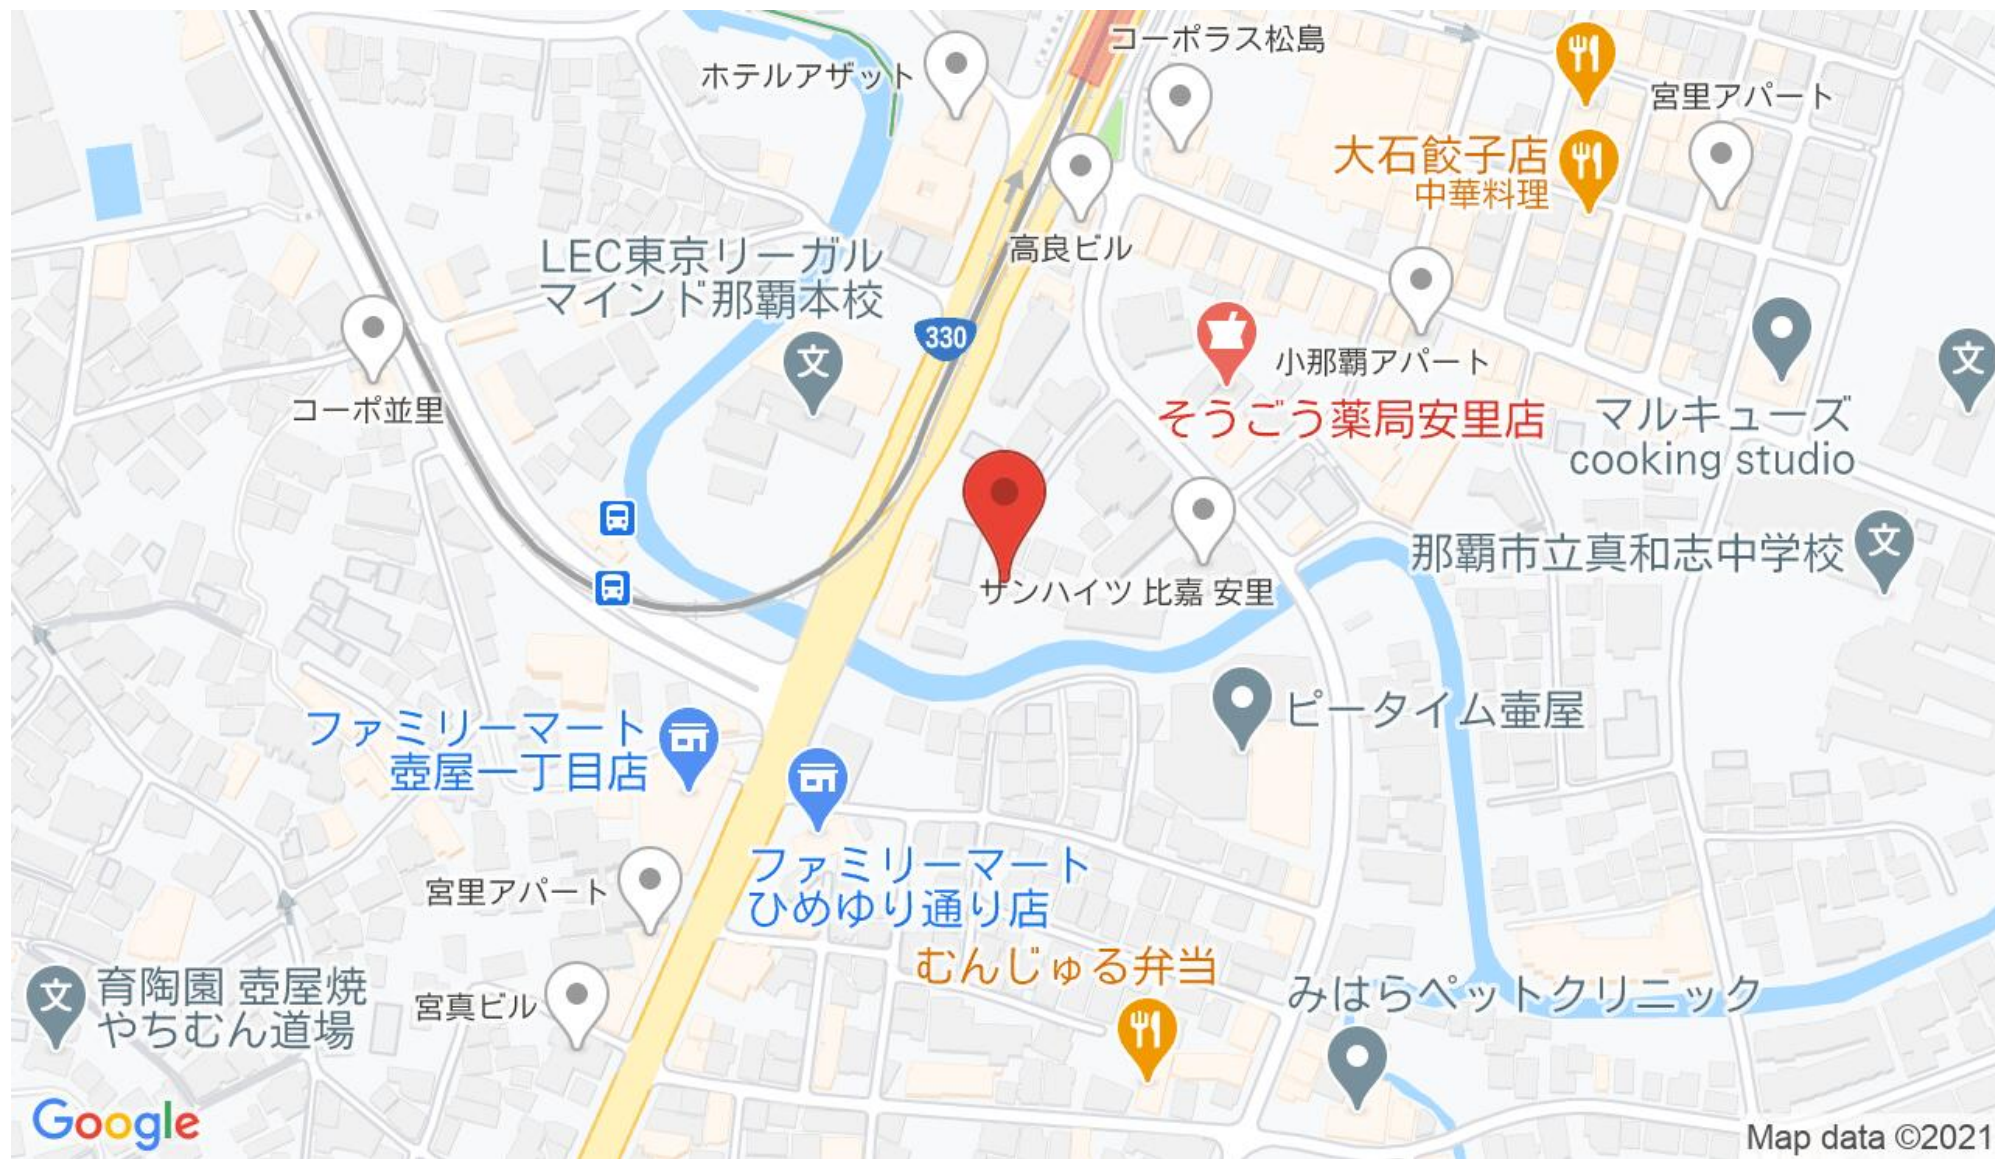 コーポラス松島
ホテルアザット
宮里アパート
大石餃子店
中華料理
高良ビル
LEC東京リーガル
マインド那覇本校
330
小那覇アパート
コーポ並里
そうごう薬局安里店
マルキューズ
cooking studio
文
文
那覇市立真和志中学校
文
サンハイツ 比嘉 安里
ピータイム壷屋
ファミリーマート
壺屋一丁目店
ファミリーマート
ひめゆり通り店
宮里アパート
むんじゅる弁当
文
育陶園 壺屋焼
やちむん道場
宮真ビル
みはらペットクリニック
Google
Map data ©2021